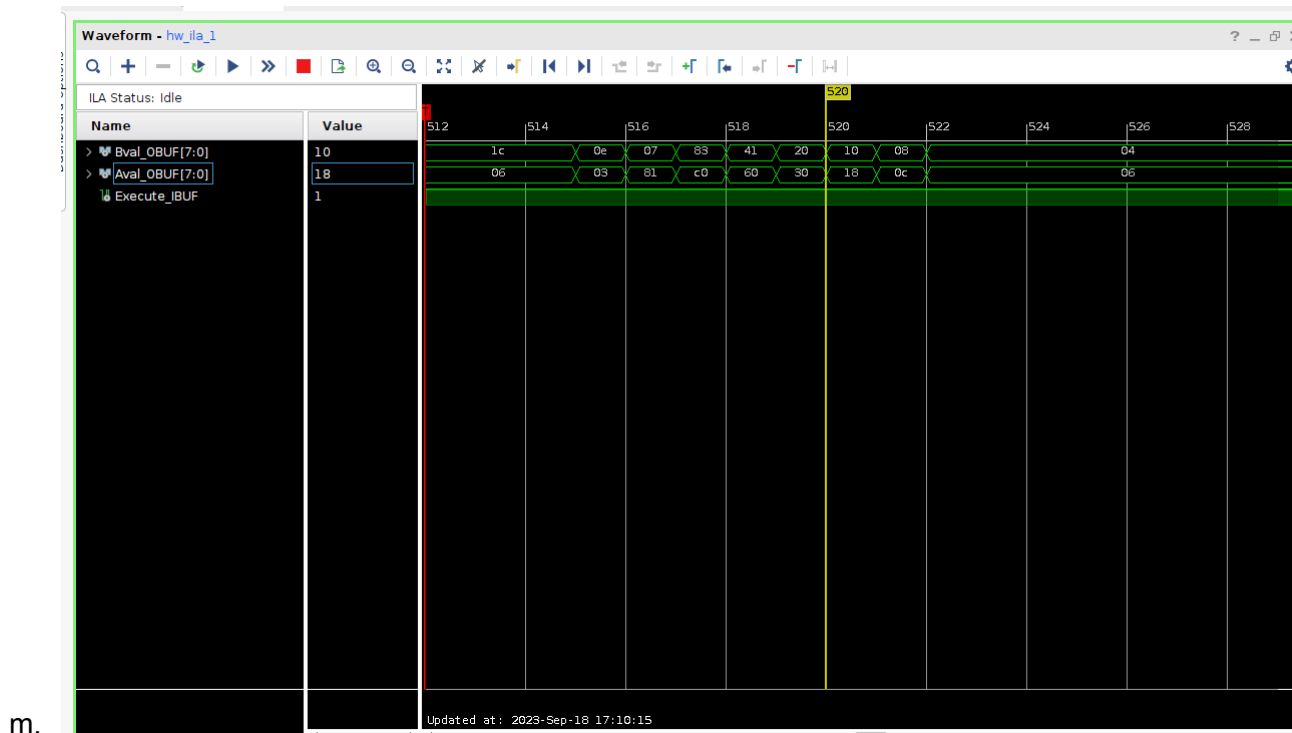 Waveform - hw_ila_1
? _
Dashboard options
ILA Status: Idle
520
Name Value
T
512 514 516 518 520 522 524 526 528
> Bval_OBUF[7:0] 10 1c 0e 07 83 41 20 10 08 04
> Aval_OBUF[7:0] 18 06 03 81 c0 60 30 18 0c 06
Execute_IBUF 1
Updated at: 2023-Sep-18 17:10:15
m.